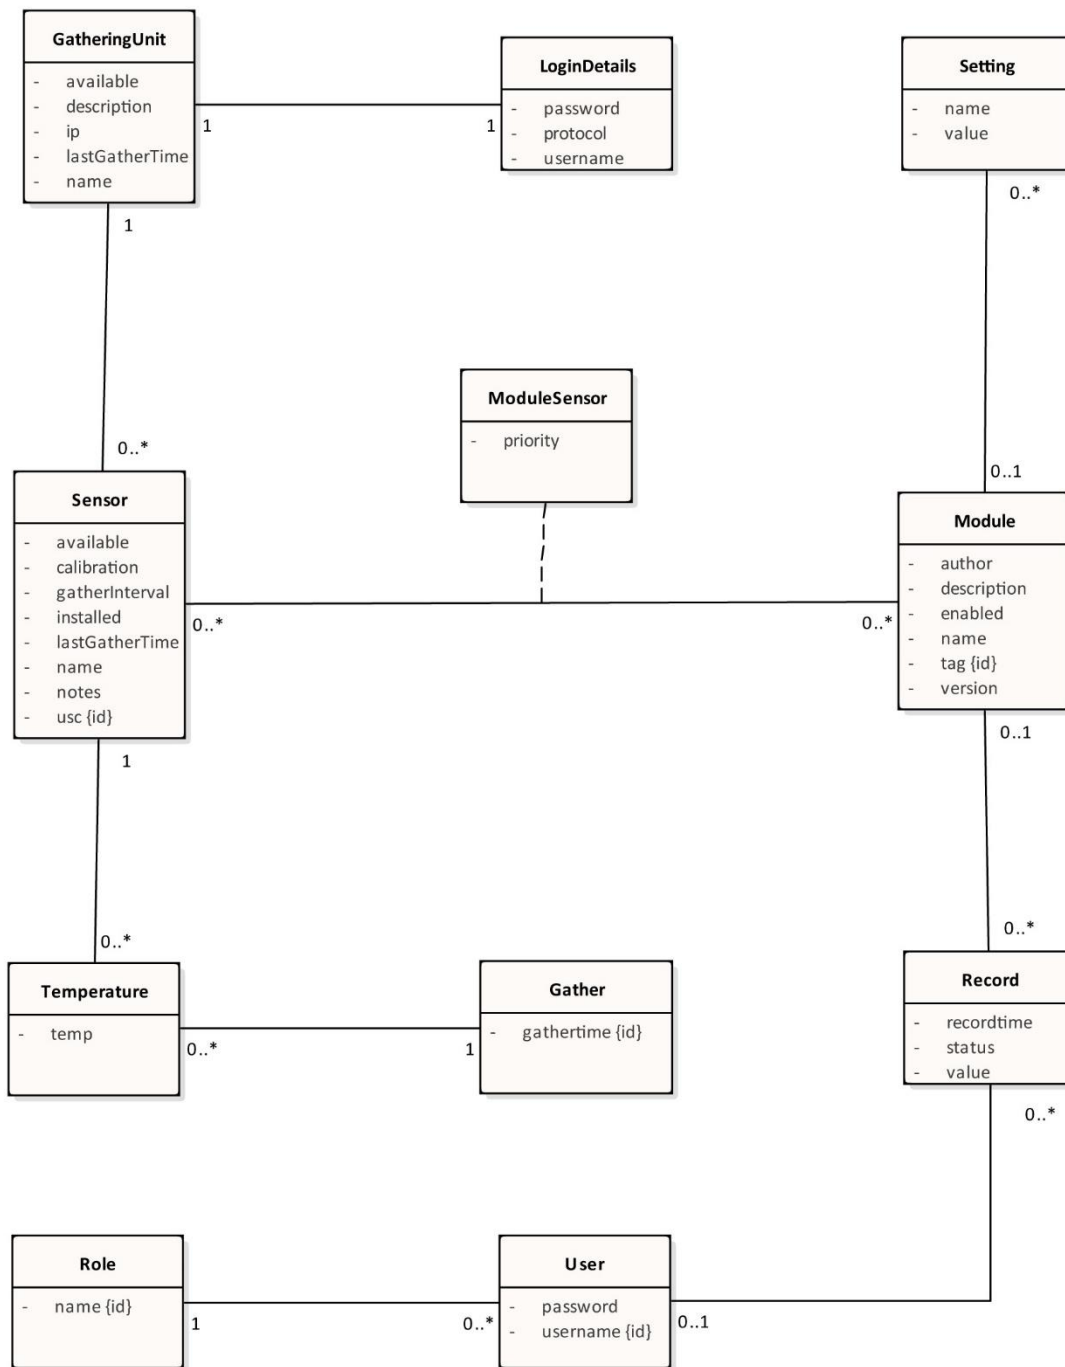 GatheringUnit
- available
- description
- ip
- lastGatherTime
- name
LoginDetails
- password
- protocol
- username
Setting
- name
- value
1
1
1
0..*
0..*
ModuleSensor
- priority
0..1
Sensor
- available
- calibration
- gatherInterval
- installed
- lastGatherTime
- name
- notes
- usc {id}
Module
- author
- description
- enabled
- name
- tag {id}
- version
0..*
0..*
1
0..1
0..*
0..*
Temperature
- temp
Gather
- gathertime {id}
Record
- recordtime
- status
- value
0..*
1
0..*
Role
- name {id}
User
- password
- username {id}
1
0..*
0..1